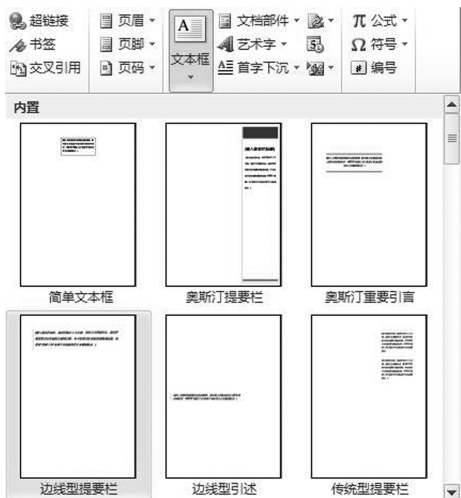 超链接 页眉 文档部件 π 公式
书签 页脚 A 艺术字 Ω 符号
交叉引用 页码 文本框 首字下沉 # 编号
内置
简单文本框 奥斯汀提要栏 奥斯汀重要引言
边线型提要栏 边线型引述 传统型提要栏